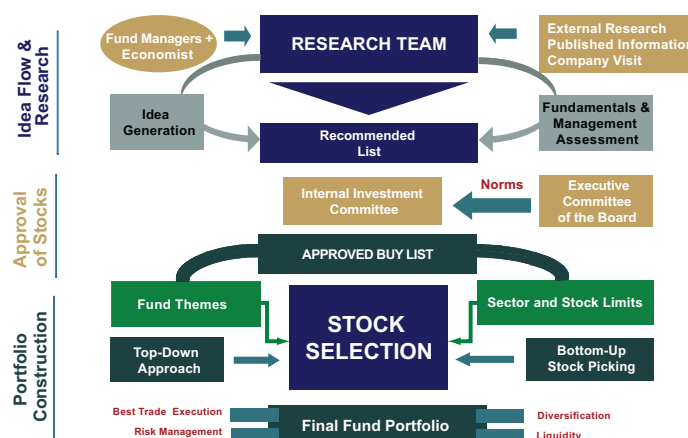 Idea Flow &
Research
Fund Managers +
Economist
RESEARCH TEAM
External Research
Published Information
Company Visit
Idea
Generation
Recommended
List
Fundamentals &
Management
Assessment
Approval
of Stocks
Internal Investment
Committee
Norms
Executive
Committee
of the Board
APPROVED BUY LIST
Portfolio
Construction
Fund Themes
STOCK
SELECTION
Sector and Stock Limits
Top-Down
Approach
Bottom-Up
Stock Picking
Best Trade Execution
Risk Management
Final Fund Portfolio
Diversification
Liquidity